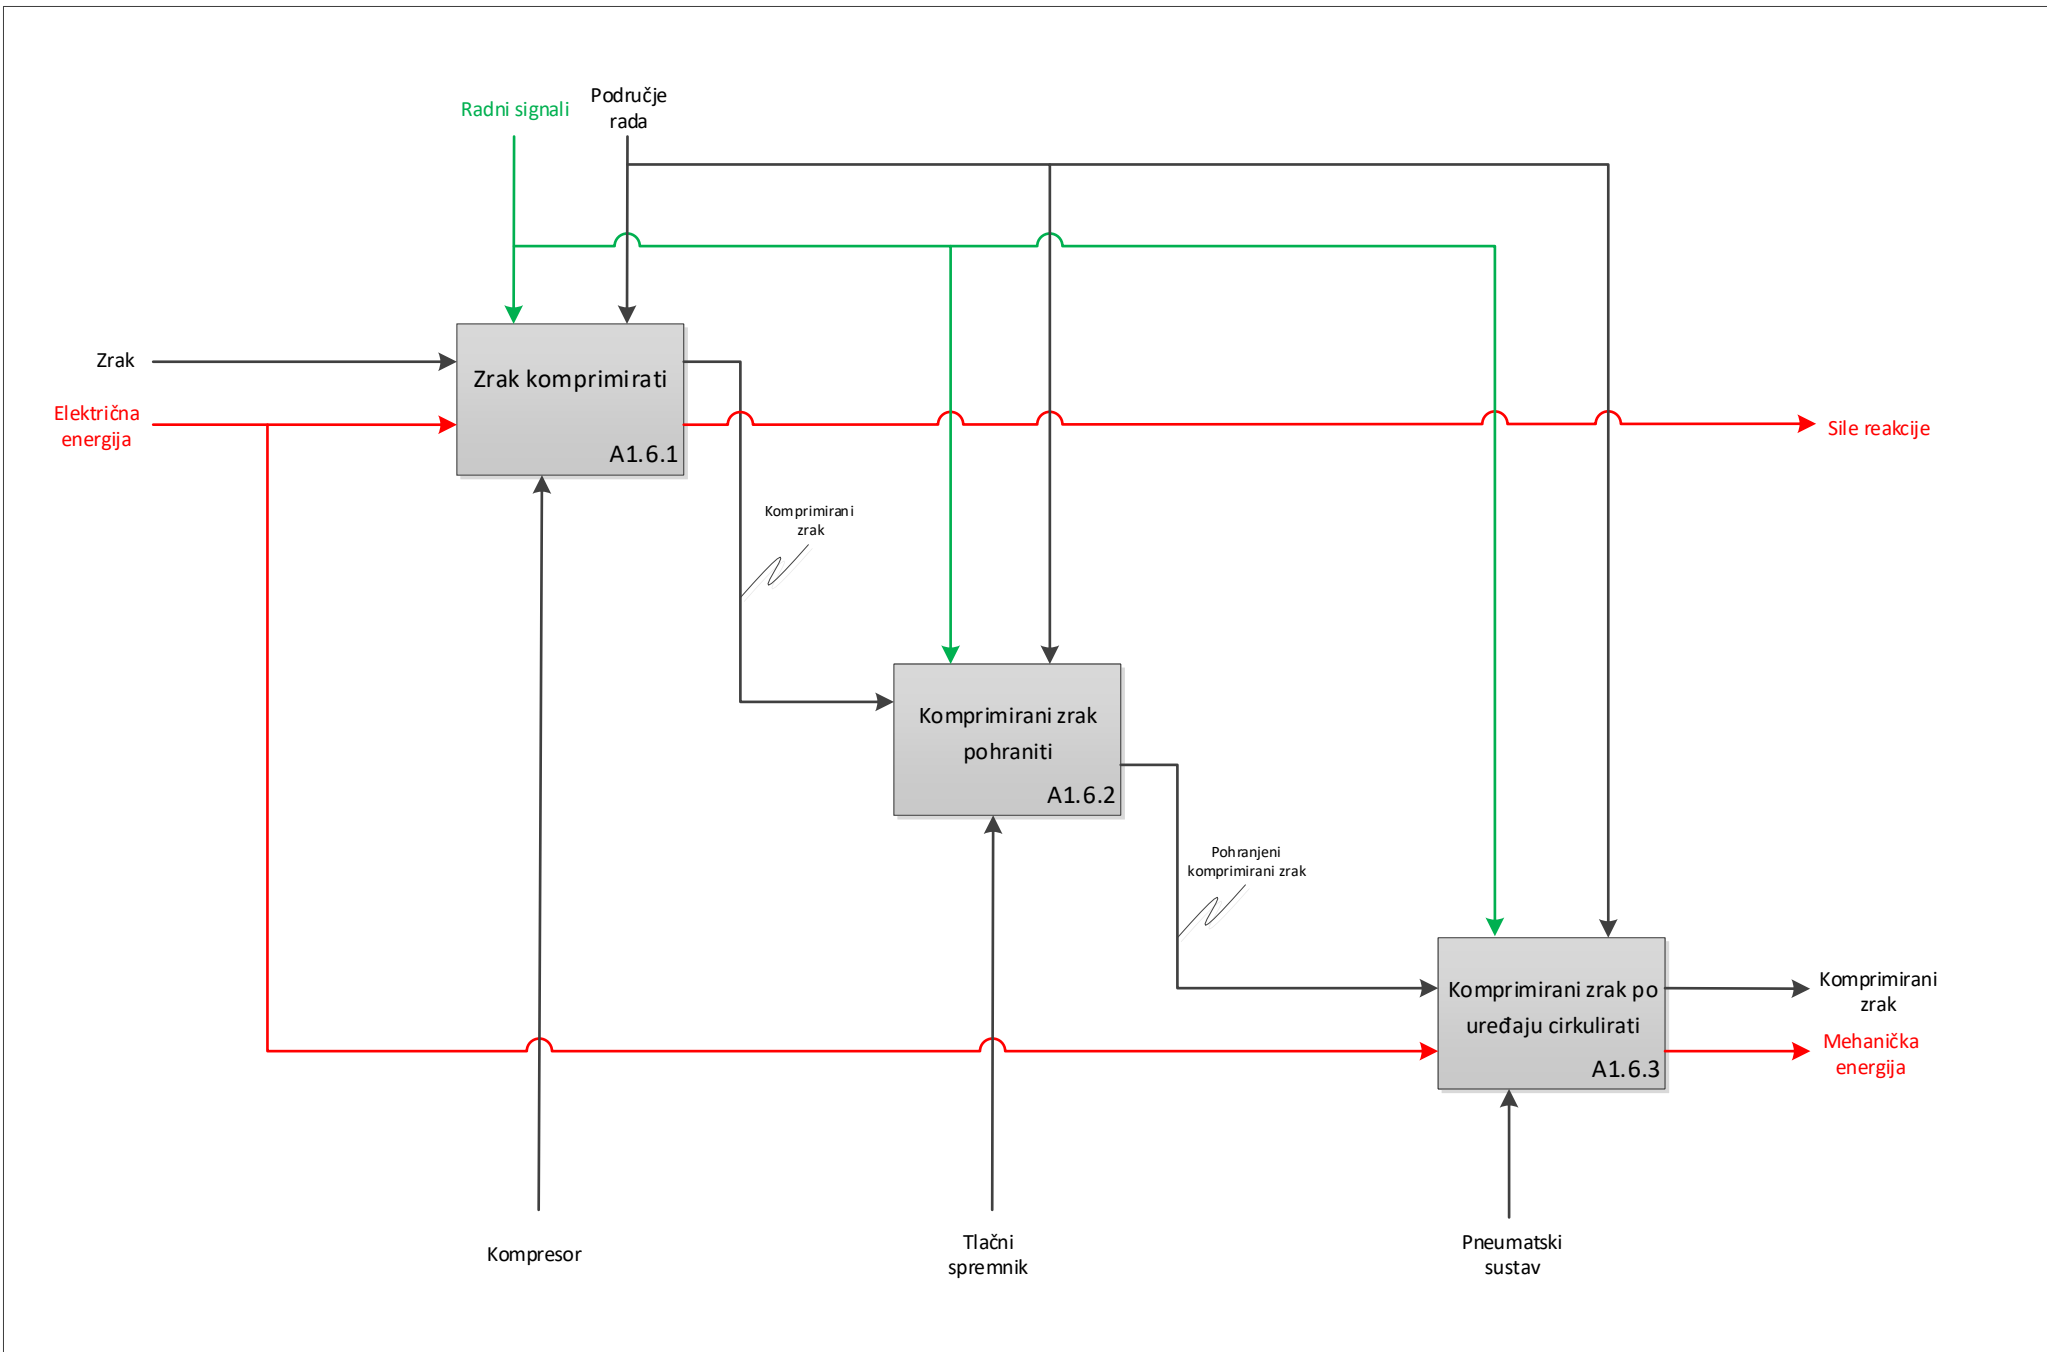 Radni signali
Područje
rada
Zrak
Električna
energija
Zrak komprimirati
A1.6.1
Sile reakcije
Komprimirani
zrak
Komprimirani zrak
pohraniti
A1.6.2
Pohranjeni
komprimirani zrak
Komprimirani zrak po
uređaju cirkulirati
A1.6.3
Komprimirani
zrak
Mehanička
energija
Kompresor
Tlačni
spremnik
Pneumatski
sustav